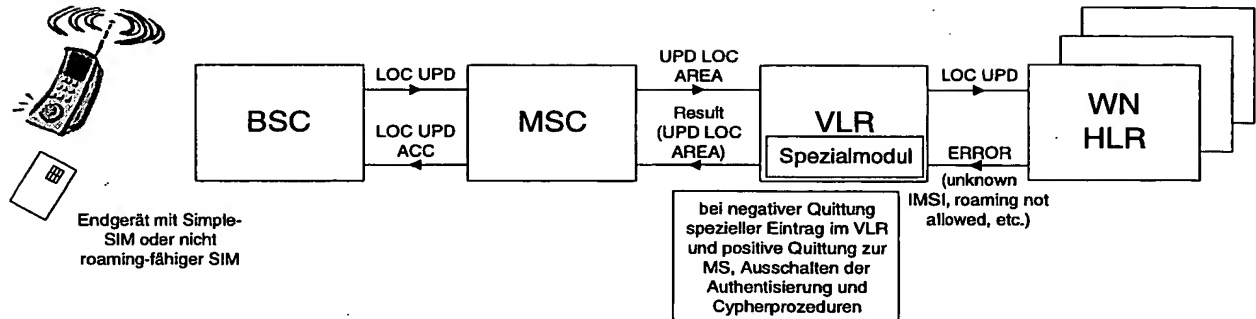 BSC
LOC UPD
LOC UPD
ACC
MSC
UPD LOC
AREA
Result
(UPD LOC
AREA)
VLR
Spezialmodul
LOC UPD
ERROR
(unknown
IMSI, roaming not
allowed, etc.)
WN
HLR
Endgerät mit Simple-
SIM oder nicht
roaming-fähiger SIM
bei negativer Quittung
spezieller Eintrag im VLR
und positive Quittung zur
MS, Ausschalten der
Authentisierung und
Cypherprozeduren